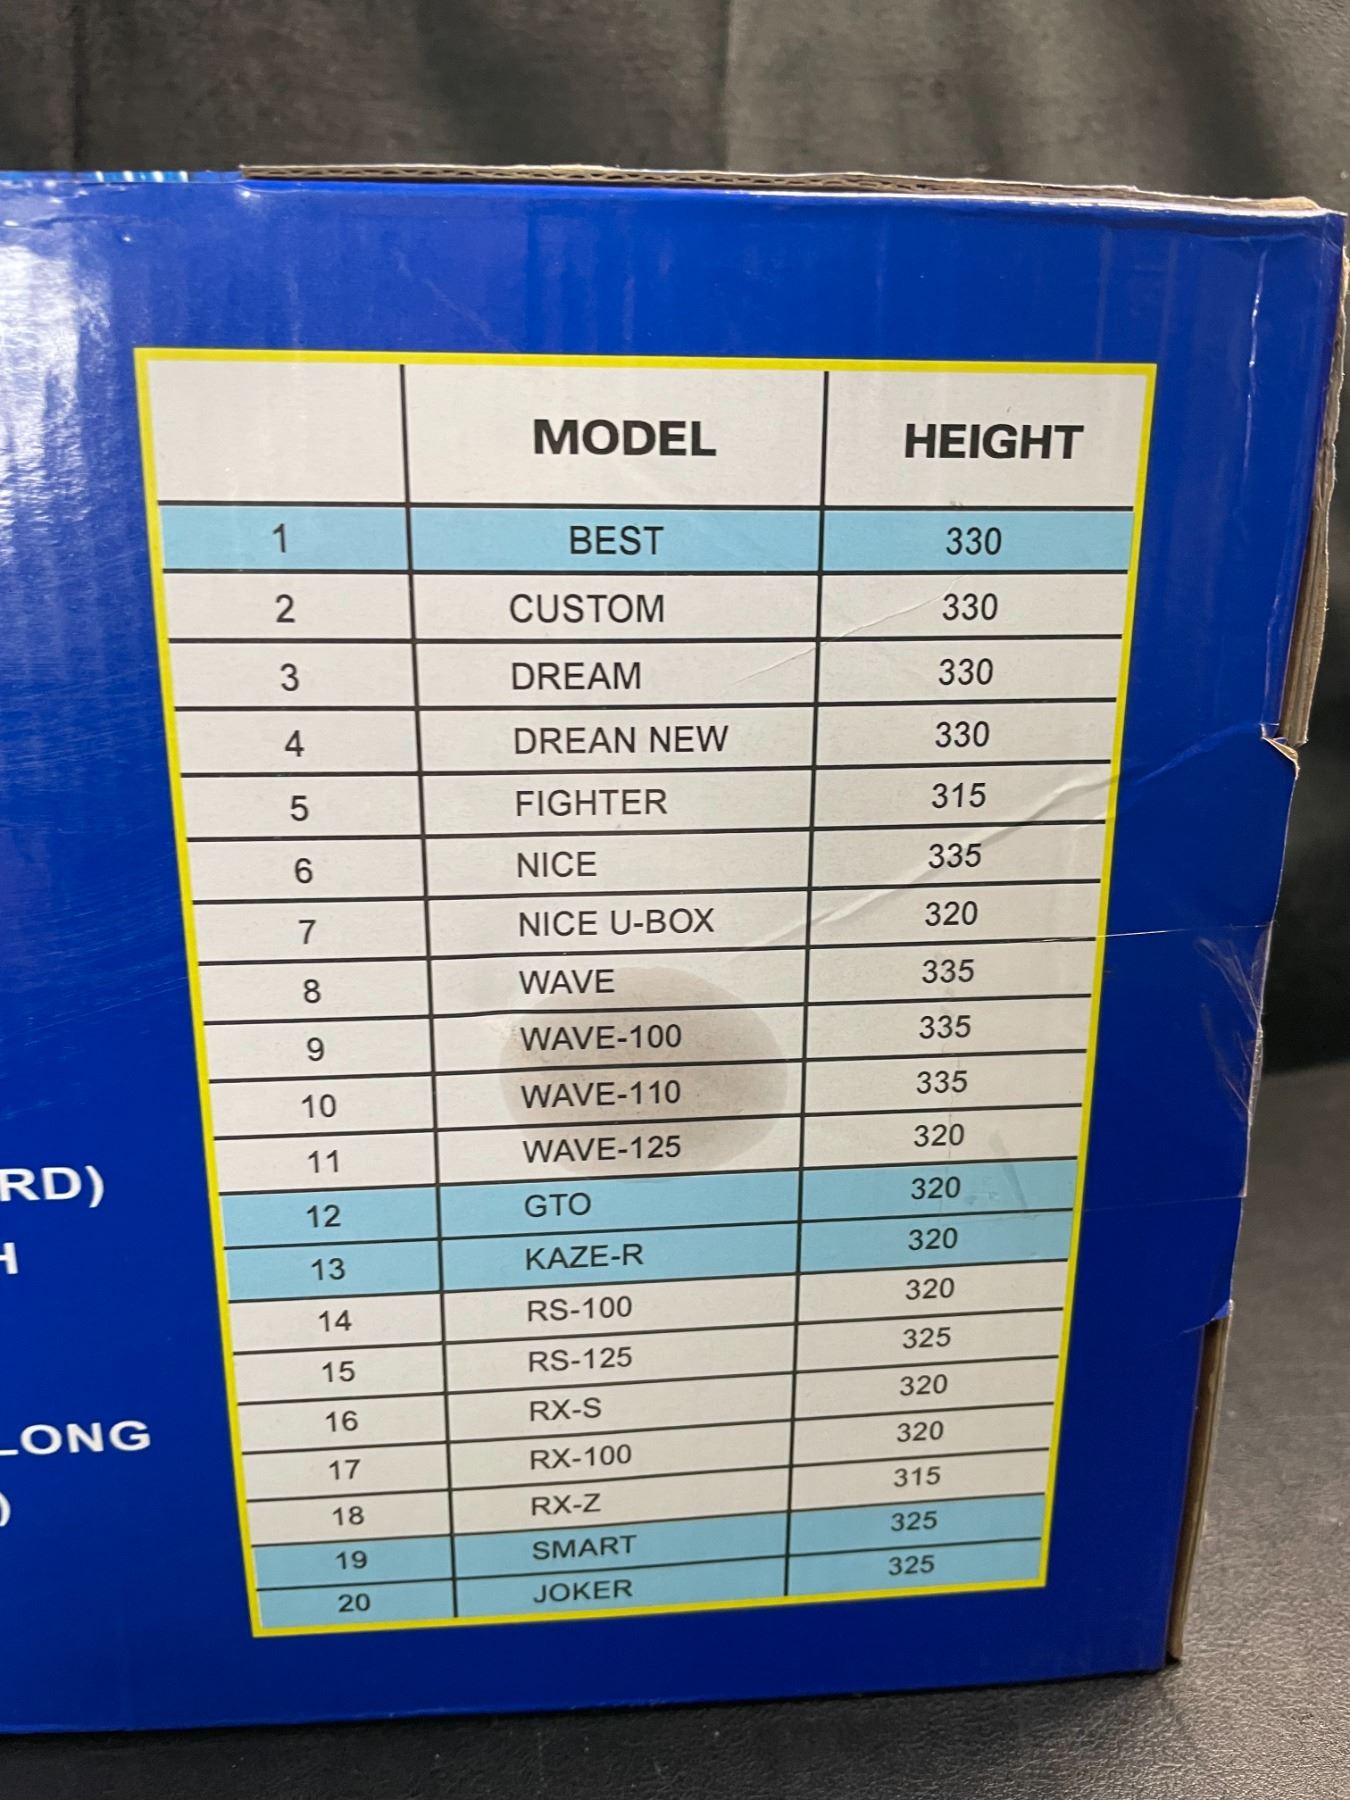 MODEL HEIGHT
1 BEST 330
2 CUSTOM 330
3 DREAM 330
4 DREAN NEW 330
5 FIGHTER 315
6 NICE 335
7 NICE U-BOX 320
8 WAVE 335
9 WAVE-100 335
10 WAVE-110 335
11 WAVE-125 320
12 GTO 320
13 KAZE-R 320
14 RS-100 320
15 RS-125 325
16 RX-S 320
17 RX-100 320
18 RX-Z 315
19 SMART 325
20 JOKER 325
RD)
H
LONG
)